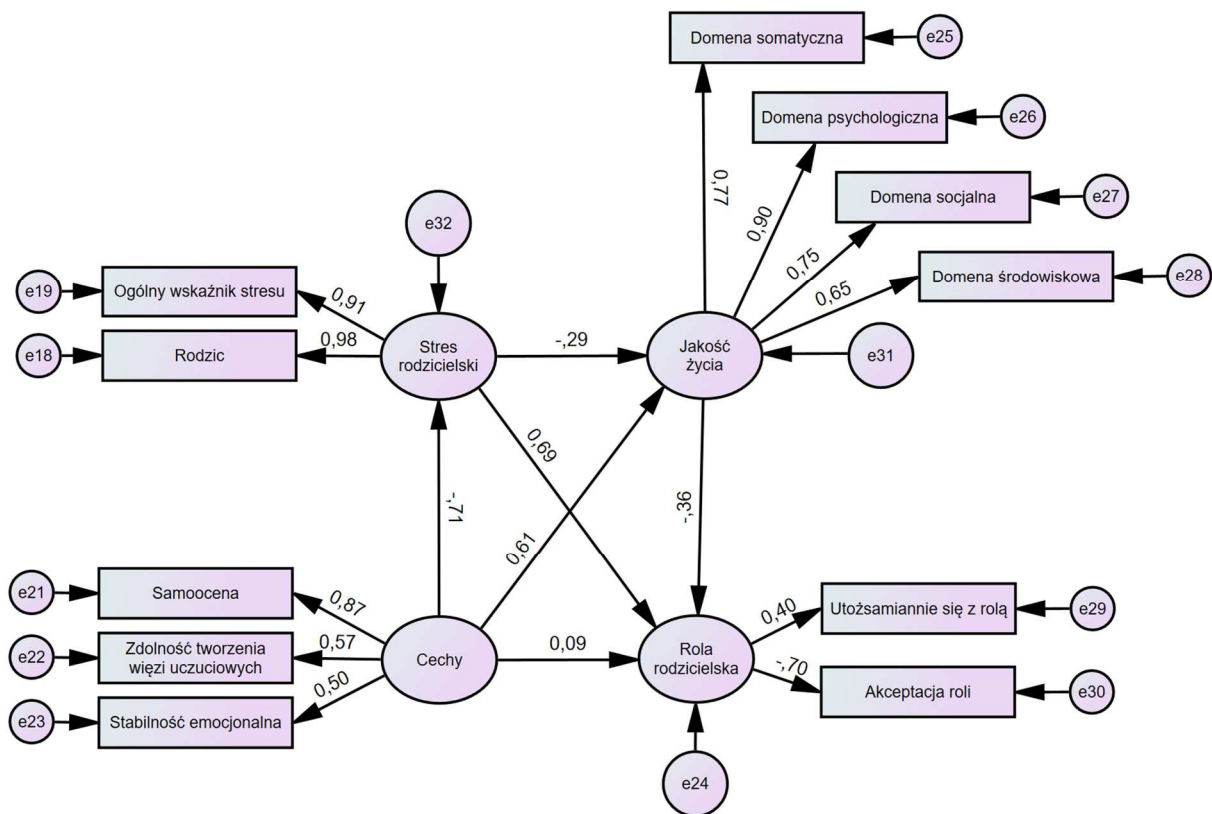 Domena somatyczna
e25
Domena psychologiczna
e26
Domena socjalna
e27
Domena środowiskowa
e28
0,77
0,90
0,75
0,65
e32
e19
Ogólny wskaźnik stresu
0,91
e18
Rodzic
0,98
Stres
rodzicielski
-,29
Jakość
życia
e31
0,69
-,71
0,61
-,36
e21
Samoocena
0,87
e22
Zdolność tworzenia
więzi uczuciowych
0,57
e23
Stabilność emocjonalna
0,50
Cechy
0,09
Rola
rodzicielska
0,40
Utożsamiannie się z rolą
e29
-,70
Akceptacja roli
e30
e24